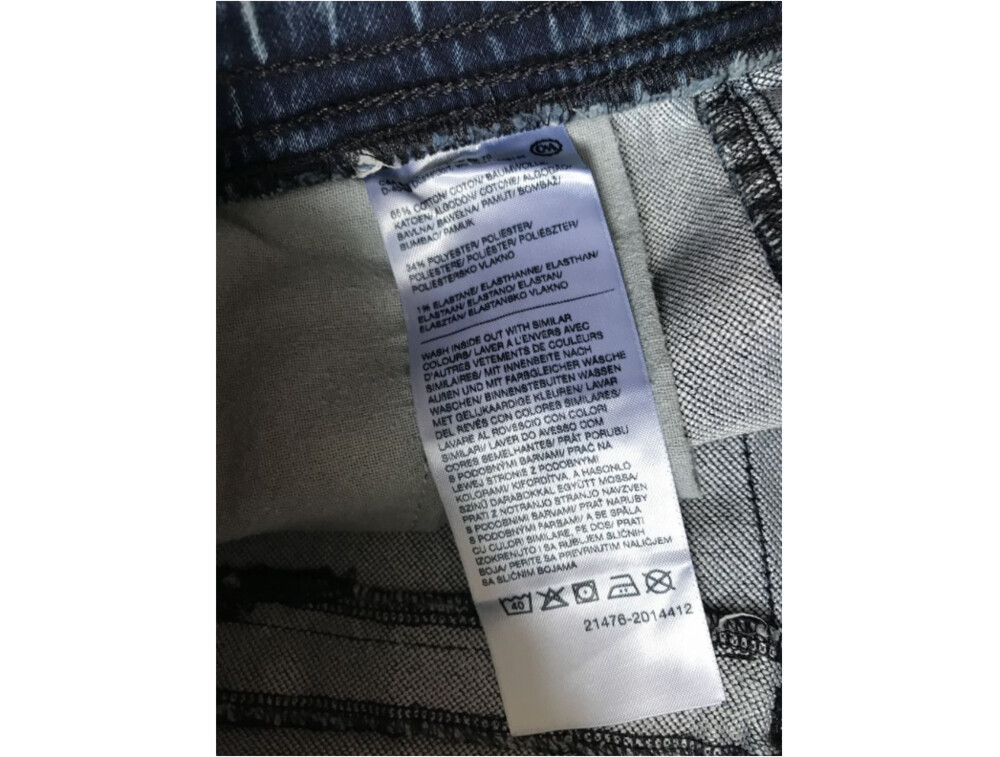 65% COTTON/ COTON/ BAUMWOLLE/
KATOEN/ ALGODÓN/ COTONE/ ALGODÃO/
BAVLNA/ BAWEŁNA/ PAMUT/ BOMBAŽ/
BUMBAC/ PAMUK
34% POLYESTER/ POLIÉSTER/
POLIESTERE/ POLIÉSTER/ POLIÉSZTER/
POLIESTERSKO VLAKNO
1% ELASTANE/ ELASTHANNE/ ELASTHAN/
ELASTAAN/ ELASTANO/ ELASTAN/
ELASZTÁN/ ELASTANSKO VLAKNO
WASH INSIDE OUT WITH SIMILAR
COLOURS/ LAVER A L'ENVERS AVEC
D'AUTRES VETEMENTS DE COULEURS
SIMILAIRES/ MIT INNENSEITE NACH
AUßEN UND MIT FARBGLEICHER WÄSCHE
WASCHEN/ BINNENSTEBUITEN WASSEN
MET GELIJKAARDIGE KLEUREN/ LAVAR
DEL REVÉS CON COLORES SIMILARES/
LAVARE AL ROVESCIO CON COLORI
SIMILARI/ LAVER DO AVESSO COM
CORES SEMELHANTES/ PRÁT PO RUBU
S PODOBNÝMI BARVAMI/ PRAĆ NA
LEWEJ STRONIE Z PODOBNYMI
KOLORAMI/ KIFORDÍTVA, A HASONLÓ
SZÍNŰ DARABOKKAL EGYÜTT MOSSA/
PRATI Z NOTRANJO STRANJO NAVZVEN
S PODOBNIMI BARVAMI/ PRAŤ NARUBY
S PODOBNÝMI FARBAMI/ A SE SPĂLA
CU CULORI SIMILARE, PE DOS/ PRATI
IZOKRENUTO I SA RUBLJEM SLIČNIH
BOJA/ PERITE SA PREVRNUTIM NALIČJEM
SA SLIČNIM BOJAMA
40
21476-2014412